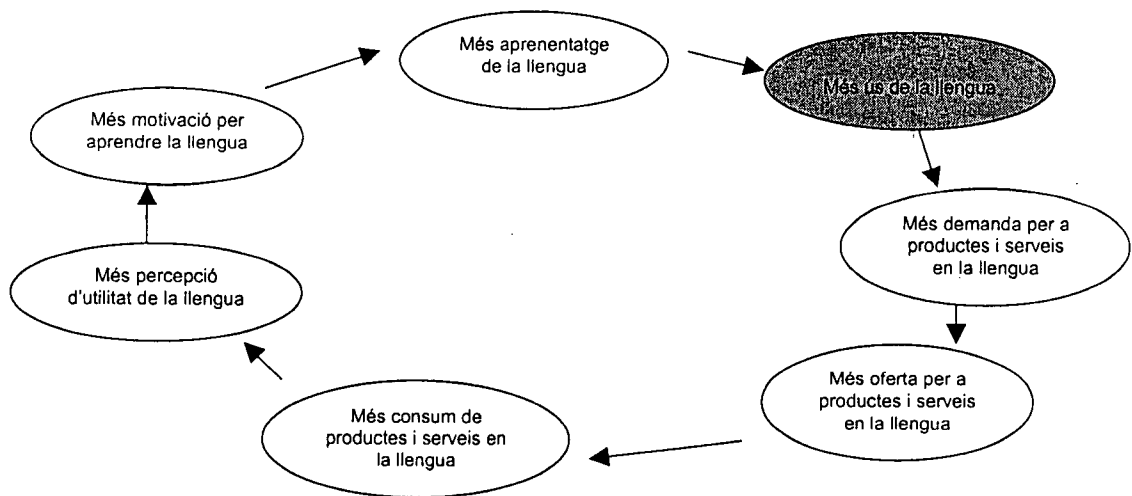 Més aprenentatge
de la llengua
Més ús de la llengua
Més demanda per a
productes i serveis
en la llengua
Més oferta per a
productes i serveis
en la llengua
Més consum de
productes i serveis en
la llengua
Més percepció
d'utilitat de la llengua
Més motivació per
aprendre la llengua